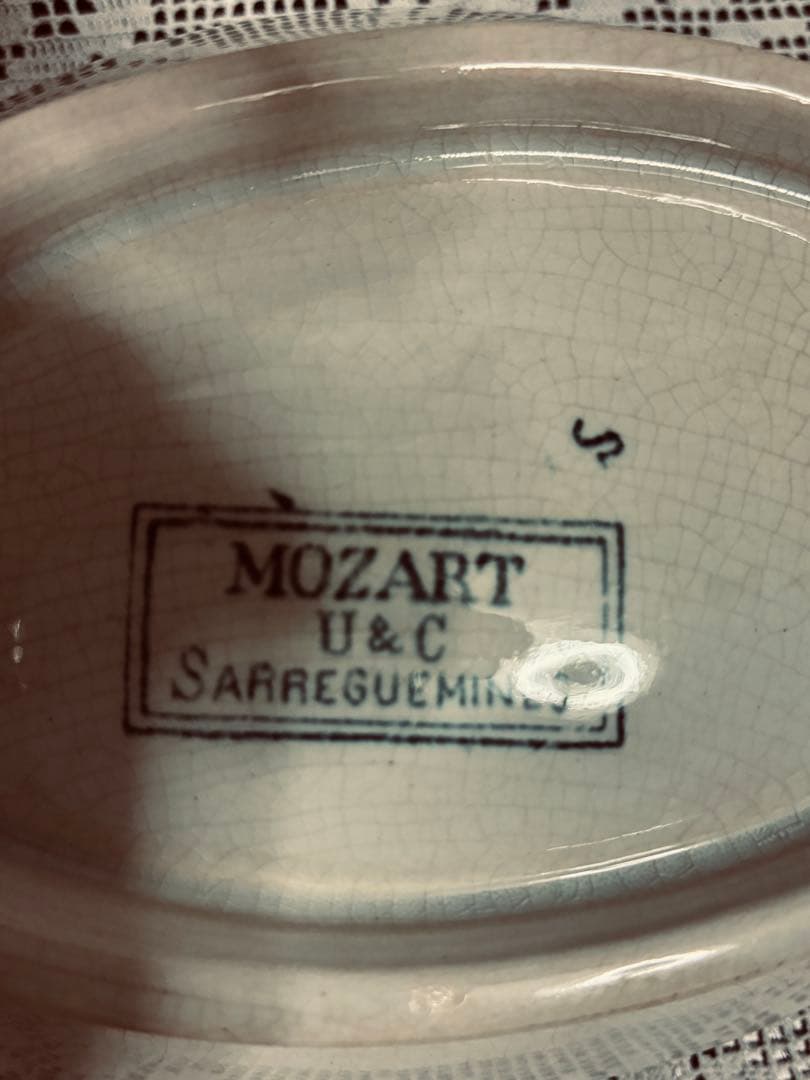 S
MOZART
U & C
SARREGUEMINES